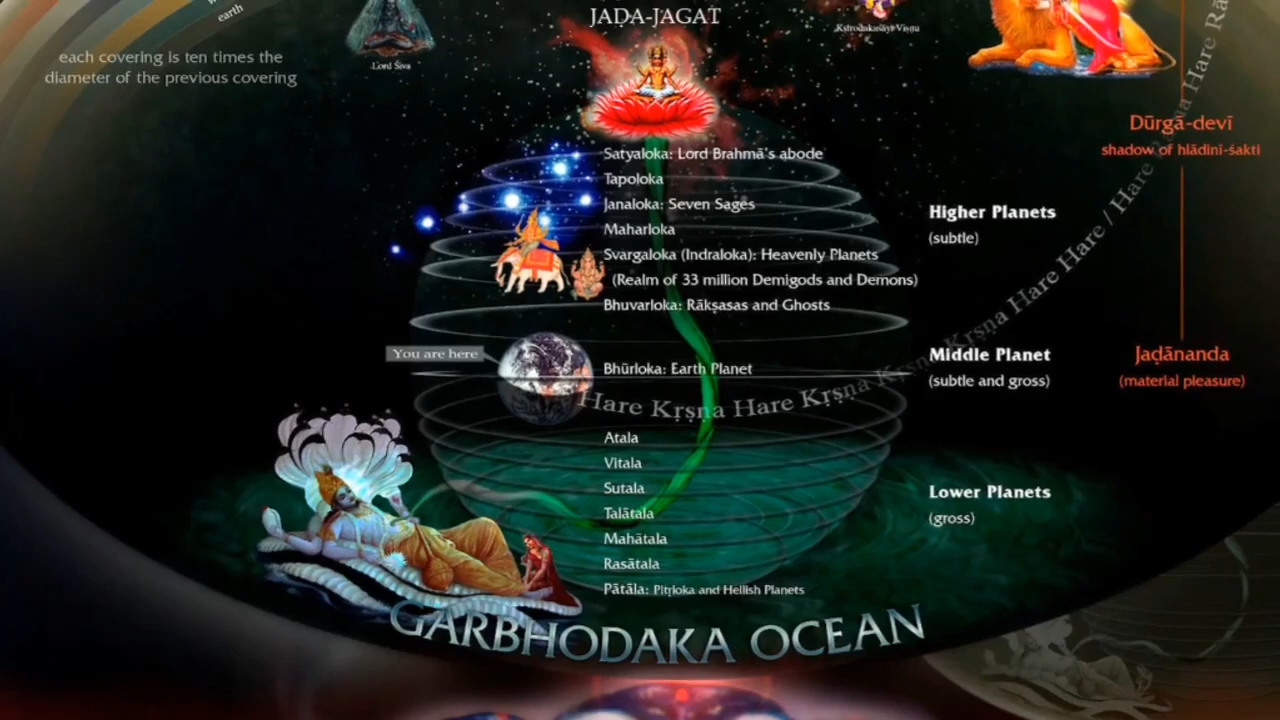 earth
each covering is ten times the
diameter of the previous covering
Lord Śiva
JADA-JAGAT
Kṣīrodakaśāyī Viṣṇu
Dūrgā-devī
shadow of hlādinī-śakti
Satyaloka: Lord Brahmā's abode
Tapoloka
Janaloka: Seven Sages
Maharloka
Svargaloka (Indraloka): Heavenly Planets
(Realm of 33 million Demigods and Demons)
Bhuvarloka: Rākṣasas and Ghosts
Higher Planets
(subtle)
You are here
Bhūrloka: Earth Planet
Middle Planet
(subtle and gross)
Jaḍānanda
(material pleasure)
Hare Kṛṣṇa Hare Kṛṣṇa Kṛṣṇa Kṛṣṇa Hare Hare / Hare Rā
Atala
Vitala
Sutala
Talātala
Mahātala
Rasātala
Pātāla: Pitṛloka and Hellish Planets
Lower Planets
(gross)
GARBHODAKA OCEAN